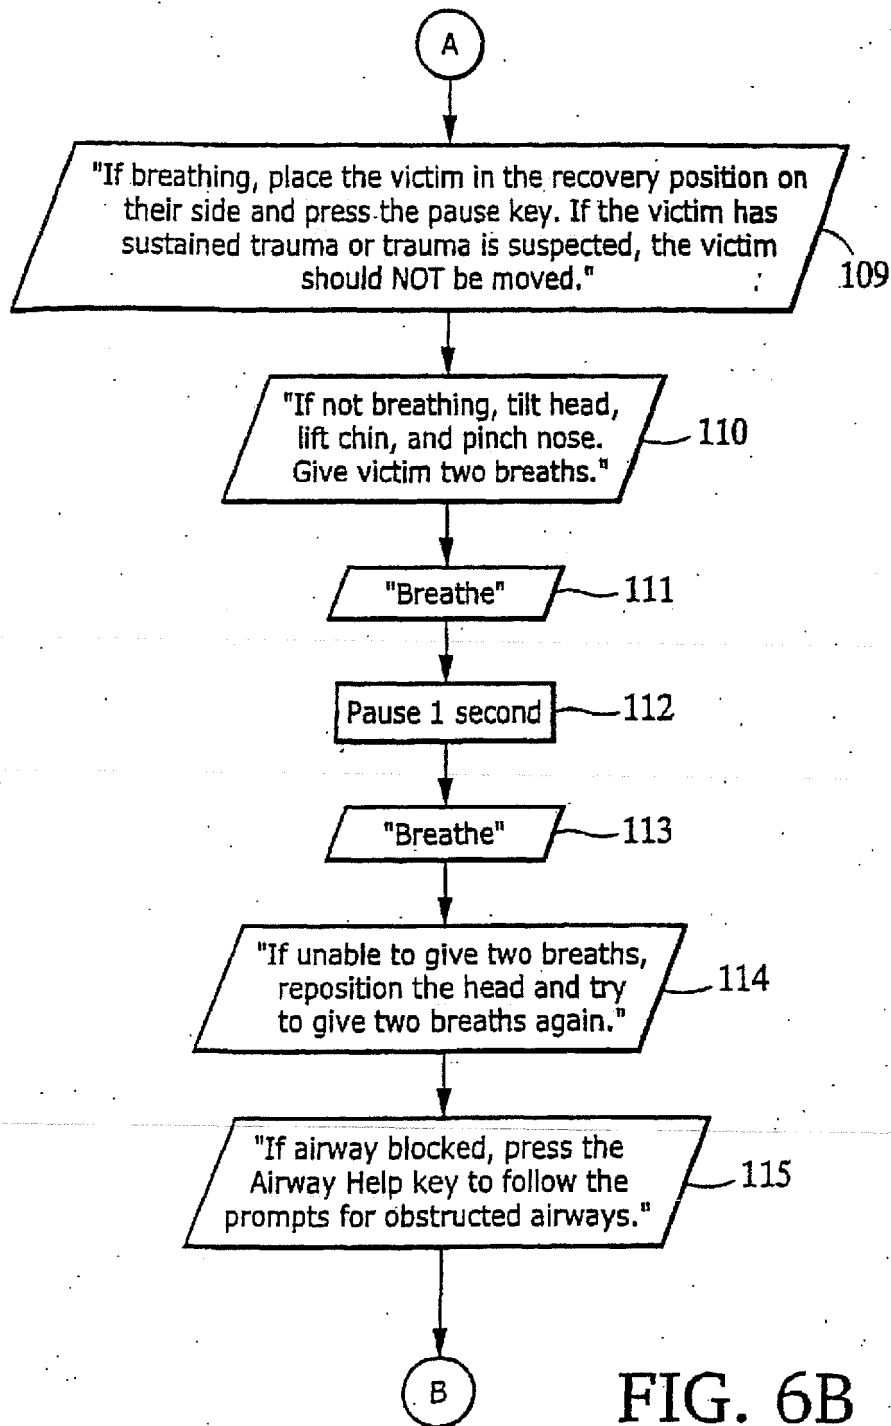 A
"If breathing, place the victim in the recovery position on
their side and press the pause key. If the victim has
sustained trauma or trauma is suspected, the victim
should NOT be moved."
109
"If not breathing, tilt head,
lift chin, and pinch nose.
Give victim two breaths."
110
"Breathe"
111
Pause 1 second
112
"Breathe"
113
"If unable to give two breaths,
reposition the head and try
to give two breaths again."
114
"If airway blocked, press the
Airway Help key to follow the
prompts for obstructed airways."
115
B
FIG. 6B